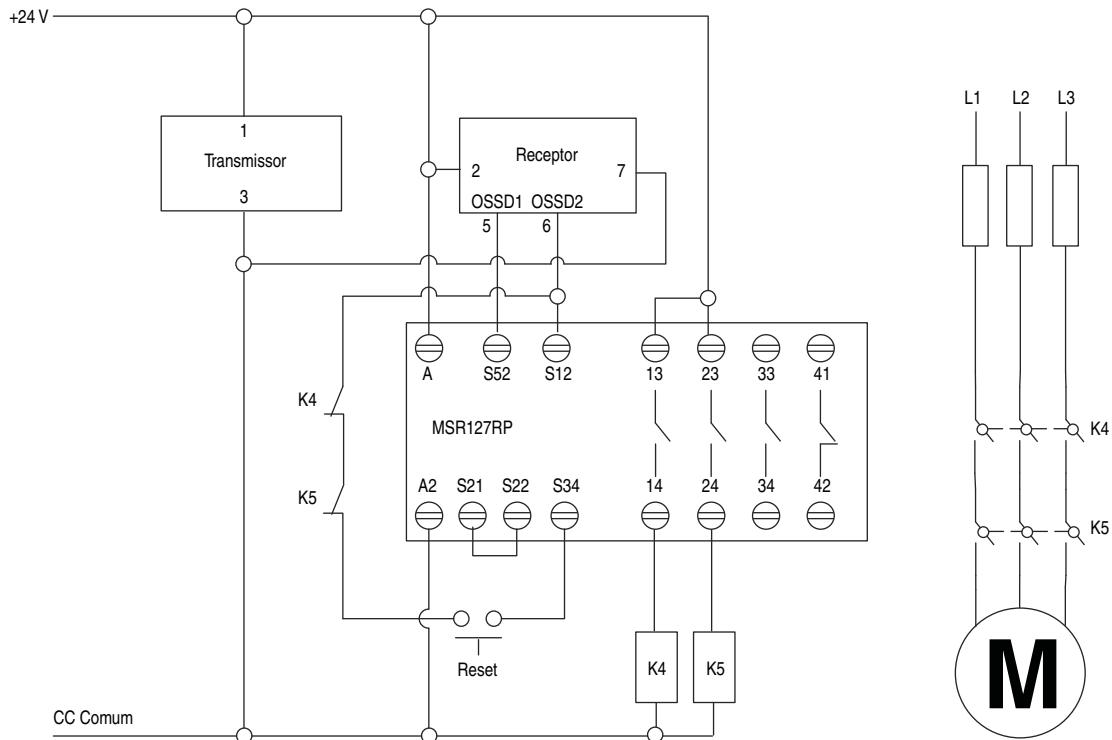 +24 V
L1 L2 L3
1
Transmissor
3
Receptor
2 7
OSSD1 OSSD2
5 6
A S52 S12 13 23 33 41
K4
MSR127RP
K4
K5
A2 S21 S22 S34 14 24 34 42
K5
Reset
K4 K5
M
CC Comum